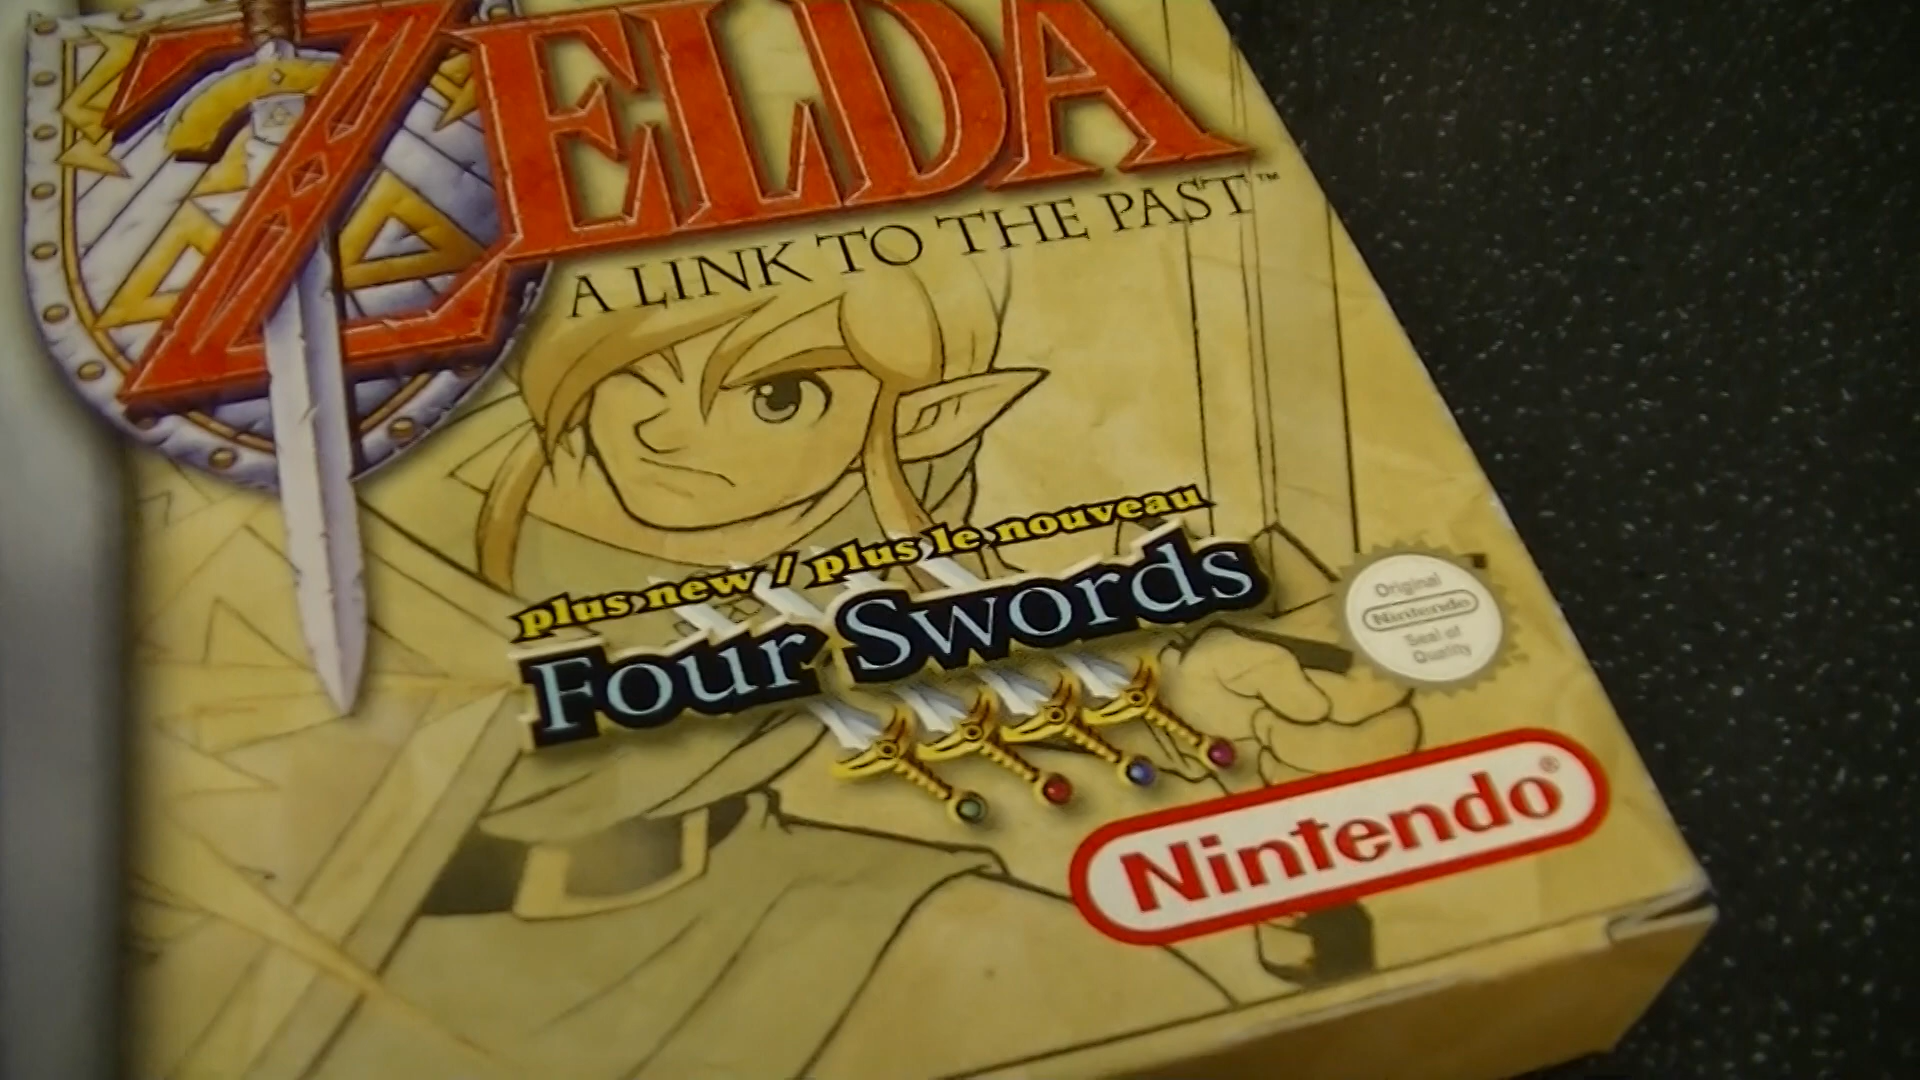 ZELDA
A LINK TO THE PAST™
plus new / plus le nouveau
Four Swords
Original
Nintendo
Seal of
Quality
Nintendo®